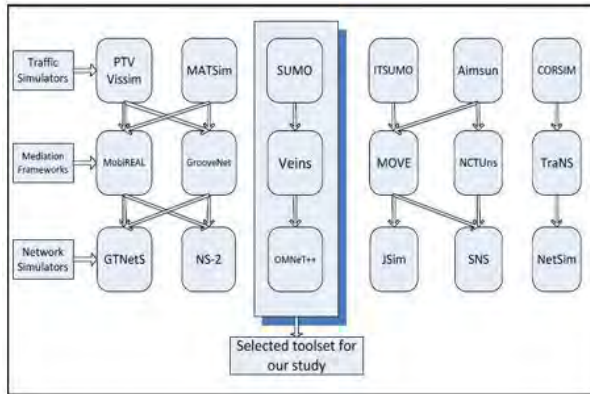 Traffic
Simulators
PTV
Vissim
MATSim
SUMO
ITSUMO
Aimsun
CORSIM
Mediation
Frameworks
MobiREAL
GrooveNet
Veins
MOVE
NCTUns
TraNS
Network
Simulators
GTNetS
NS-2
OMNeT++
JSim
SNS
NetSim
Selected toolset for
our study